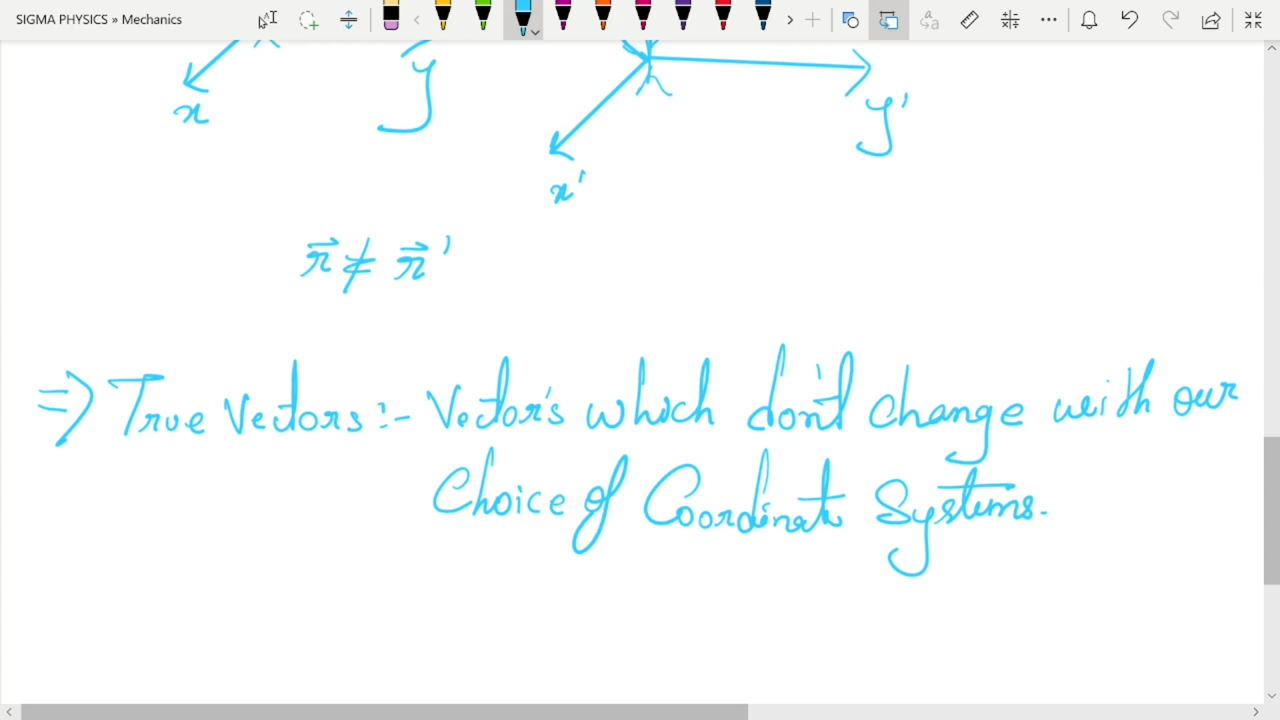 SIGMA PHYSICS » Mechanics
x
y
y'
x'
r⃗ ≠ r⃗'
=> True Vectors :- Vector's which don't change with our
Choice of Coordinate Systems.